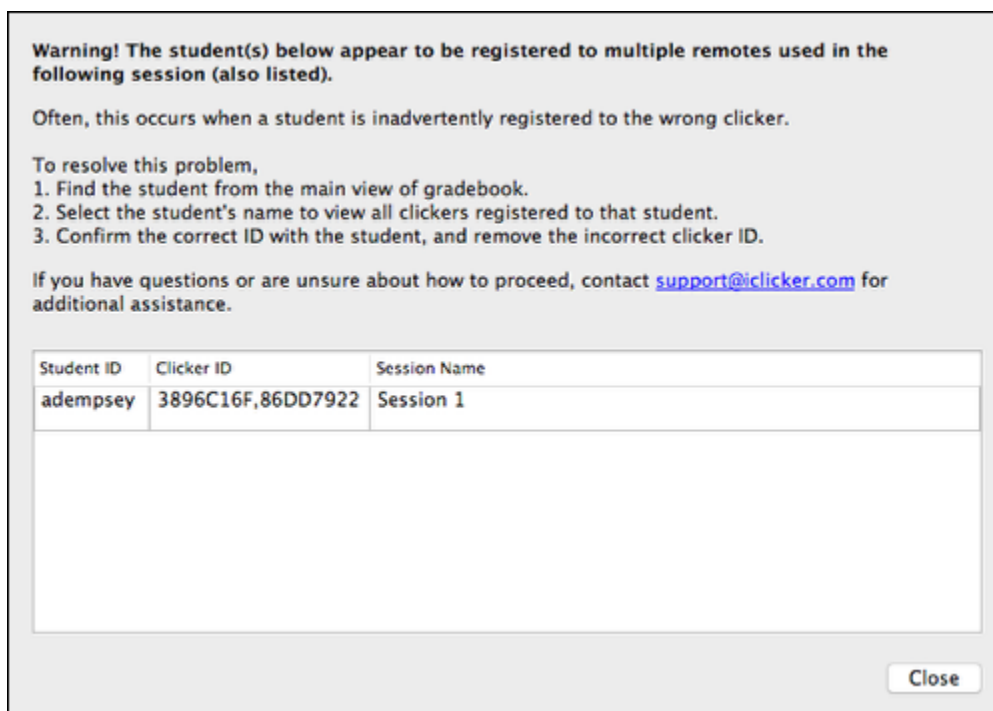 Warning! The student(s) below appear to be registered to multiple remotes used in the
following session (also listed).
Often, this occurs when a student is inadvertently registered to the wrong clicker.
To resolve this problem,
1. Find the student from the main view of gradebook.
2. Select the student's name to view all clickers registered to that student.
3. Confirm the correct ID with the student, and remove the incorrect clicker ID.
If you have questions or are unsure about how to proceed, contact support@iclicker.com for
additional assistance.
Student ID Clicker ID Session Name
adempsey 3896C16F,86DD7922 Session 1
Close